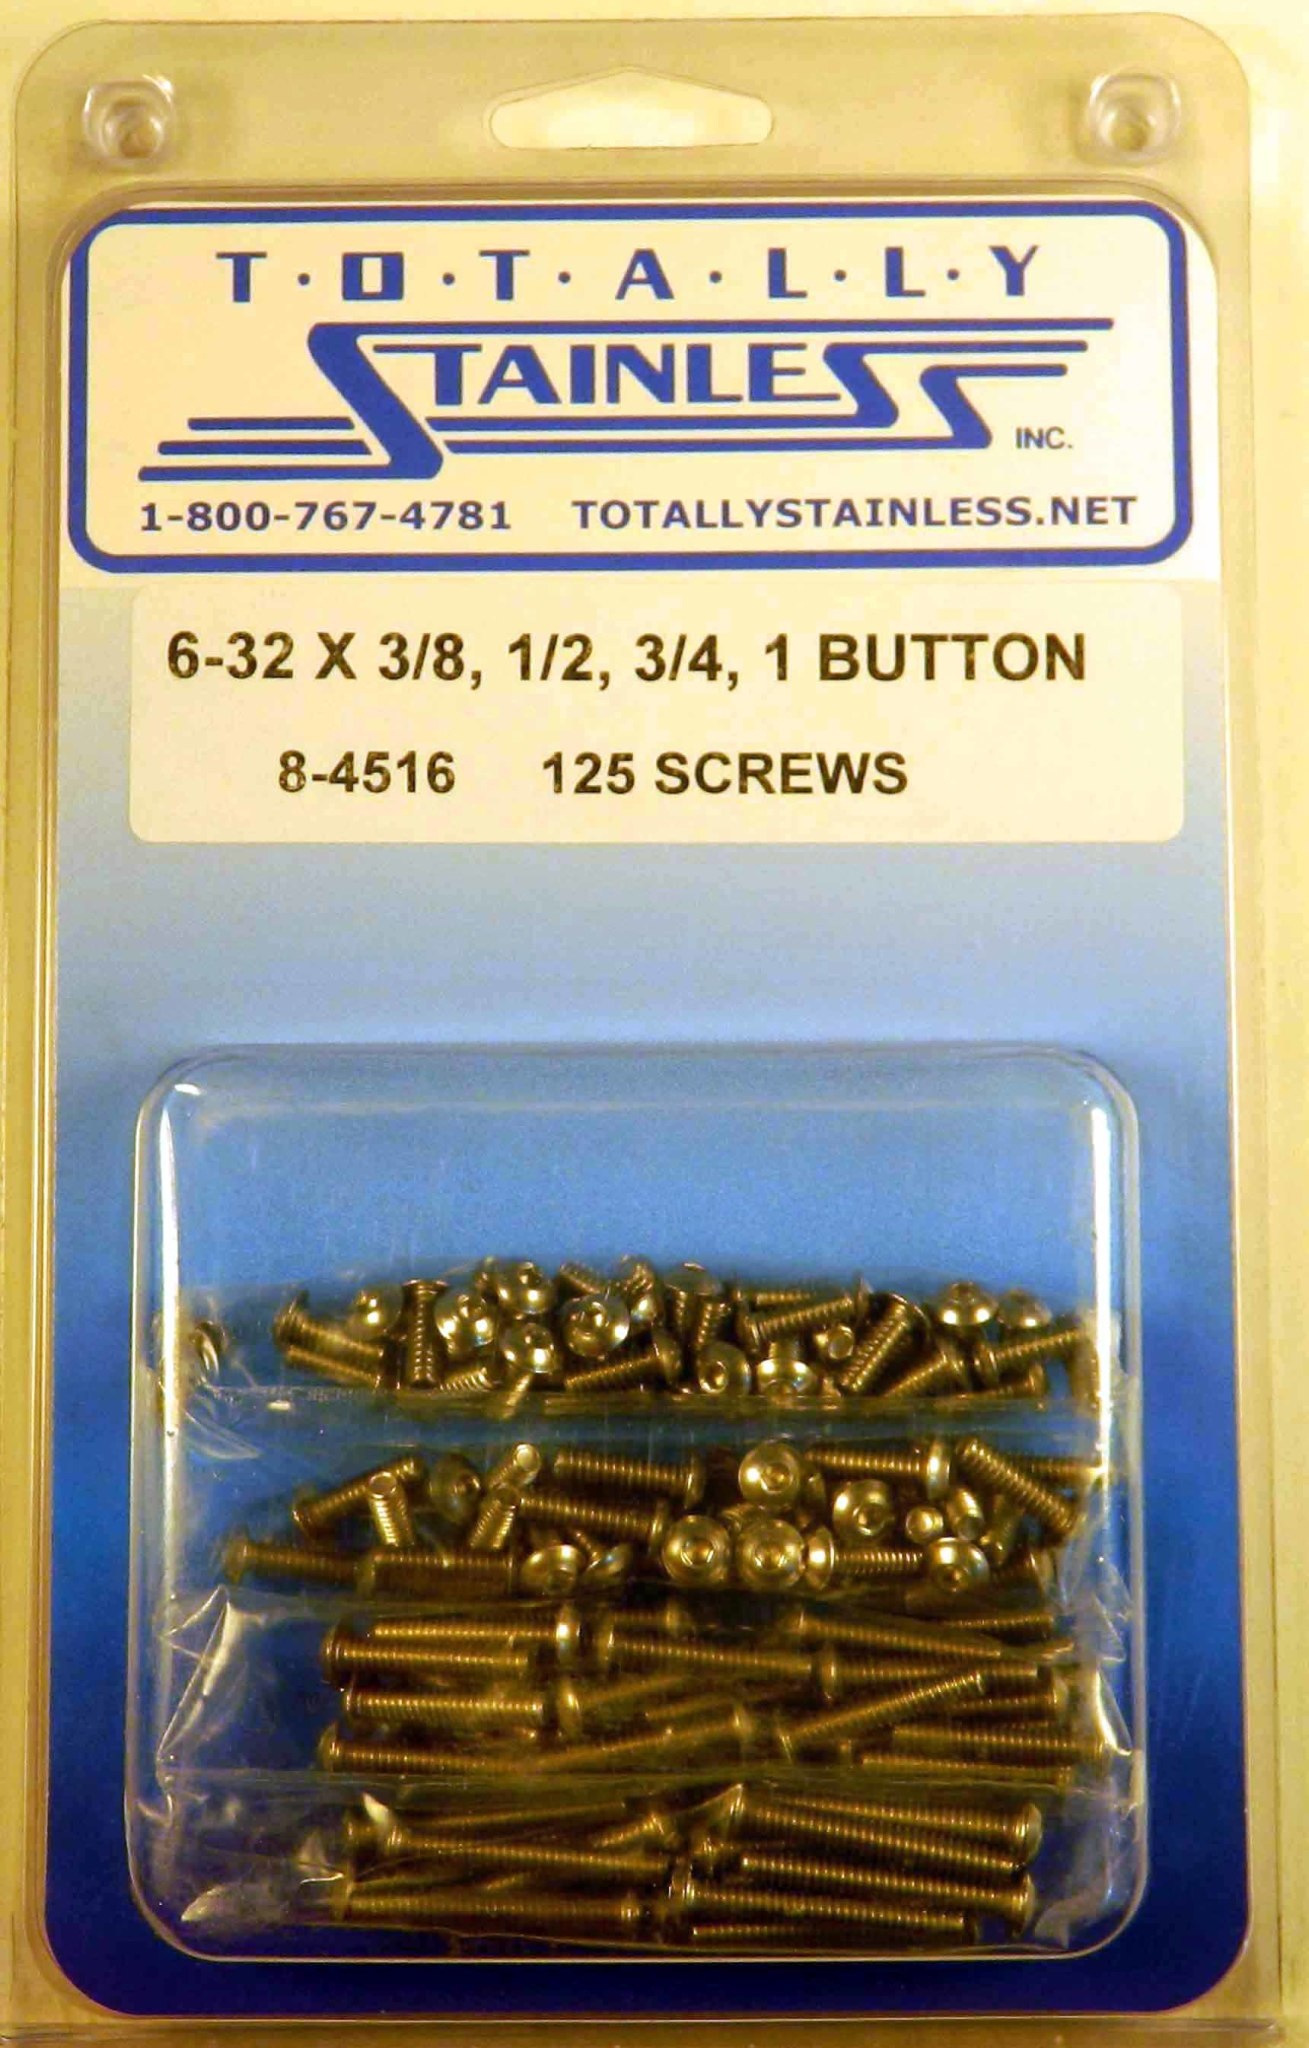 T·O·T·A·L·L·Y
STAINLESS INC.
1-800-767-4781 TOTALLYSTAINLESS.NET
6-32 X 3/8, 1/2, 3/4, 1 BUTTON
8-4516 125 SCREWS